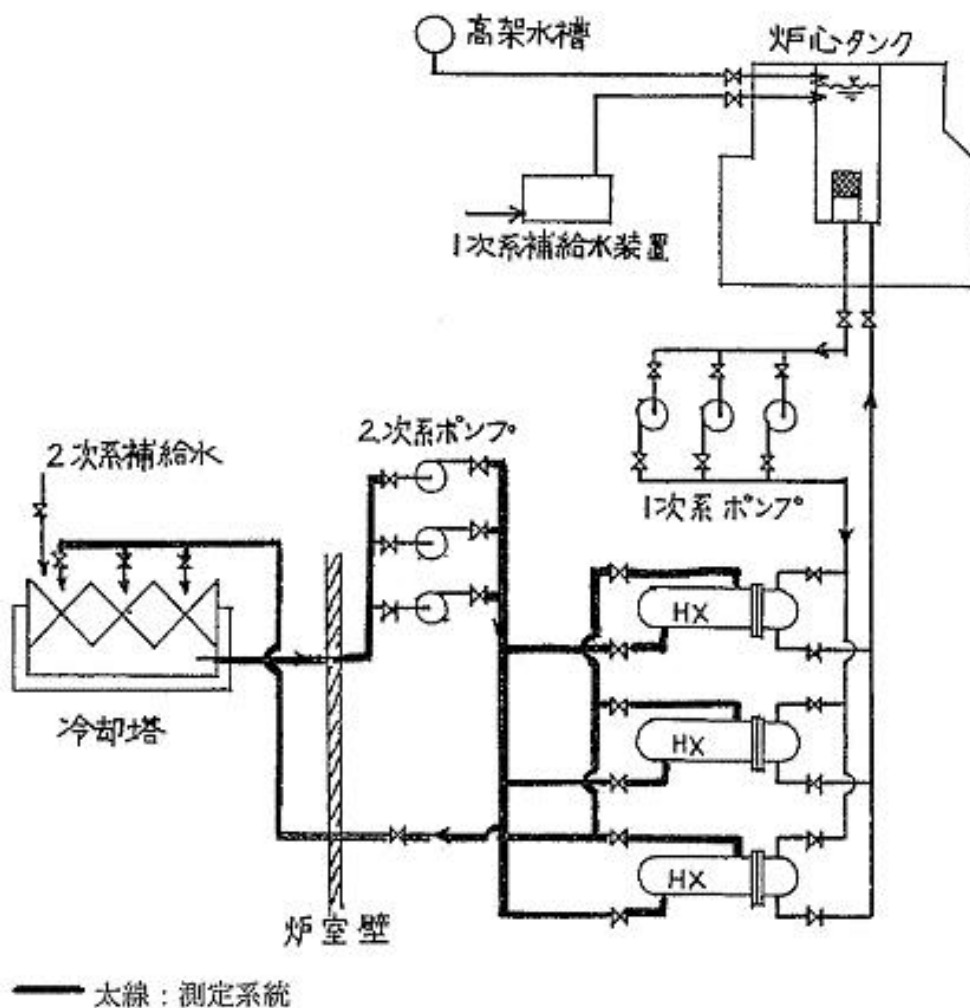 高架水槽
炉心タンク
1次系補給水装置
2次系ポンプ
2次系補給水
1次系ポンプ
HX
HX
冷却塔
HX
炉室壁
太線：測定系統